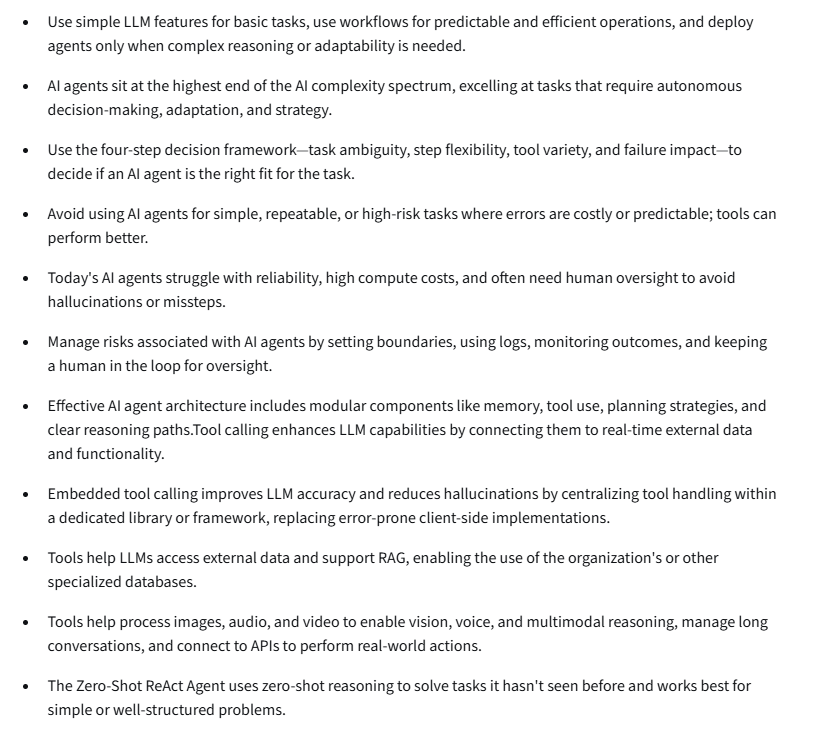 • Use simple LLM features for basic tasks, use workflows for predictable and efficient operations, and deploy
agents only when complex reasoning or adaptability is needed.
• AI agents sit at the highest end of the AI complexity spectrum, excelling at tasks that require autonomous
decision-making, adaptation, and strategy.
• Use the four-step decision framework—task ambiguity, step flexibility, tool variety, and failure impact—to
decide if an AI agent is the right fit for the task.
• Avoid using AI agents for simple, repeatable, or high-risk tasks where errors are costly or predictable; tools can
perform better.
• Today's AI agents struggle with reliability, high compute costs, and often need human oversight to avoid
hallucinations or missteps.
• Manage risks associated with AI agents by setting boundaries, using logs, monitoring outcomes, and keeping
a human in the loop for oversight.
• Effective AI agent architecture includes modular components like memory, tool use, planning strategies, and
clear reasoning paths.Tool calling enhances LLM capabilities by connecting them to real-time external data
and functionality.
• Embedded tool calling improves LLM accuracy and reduces hallucinations by centralizing tool handling within
a dedicated library or framework, replacing error-prone client-side implementations.
• Tools help LLMs access external data and support RAG, enabling the use of the organization's or other
specialized databases.
• Tools help process images, audio, and video to enable vision, voice, and multimodal reasoning, manage long
conversations, and connect to APIs to perform real-world actions.
• The Zero-Shot ReAct Agent uses zero-shot reasoning to solve tasks it hasn't seen before and works best for
simple or well-structured problems.